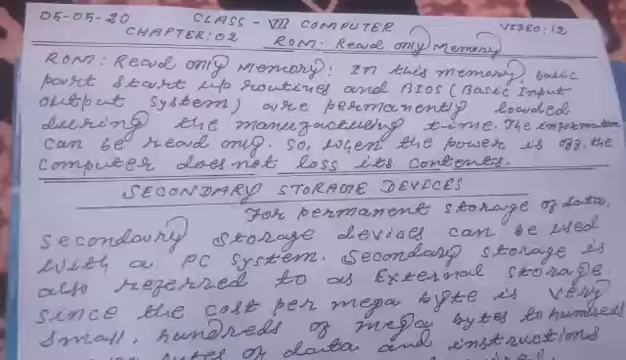 05-05-20 CLASS - VII COMPUTER VIDEO:12
CHAPTER:02 ROM: Read only Memory
ROM: Read only Memory: In this memory, basic
part start up routines and BIOS (Basic Input
output System) are permanently loaded
during the manufacturing time. The information
can be read only. So, when the power is off, the
computer does not loss its contents.
SECONDARY STORAGE DEVICES
For permanent storage of data,
secondary storage devices can be used
with a PC system. Secondary storage is
also referred to as External storage
since the cost per mega byte is very
small, hundreds of mega bytes to hundreds
bytes of data and instructions